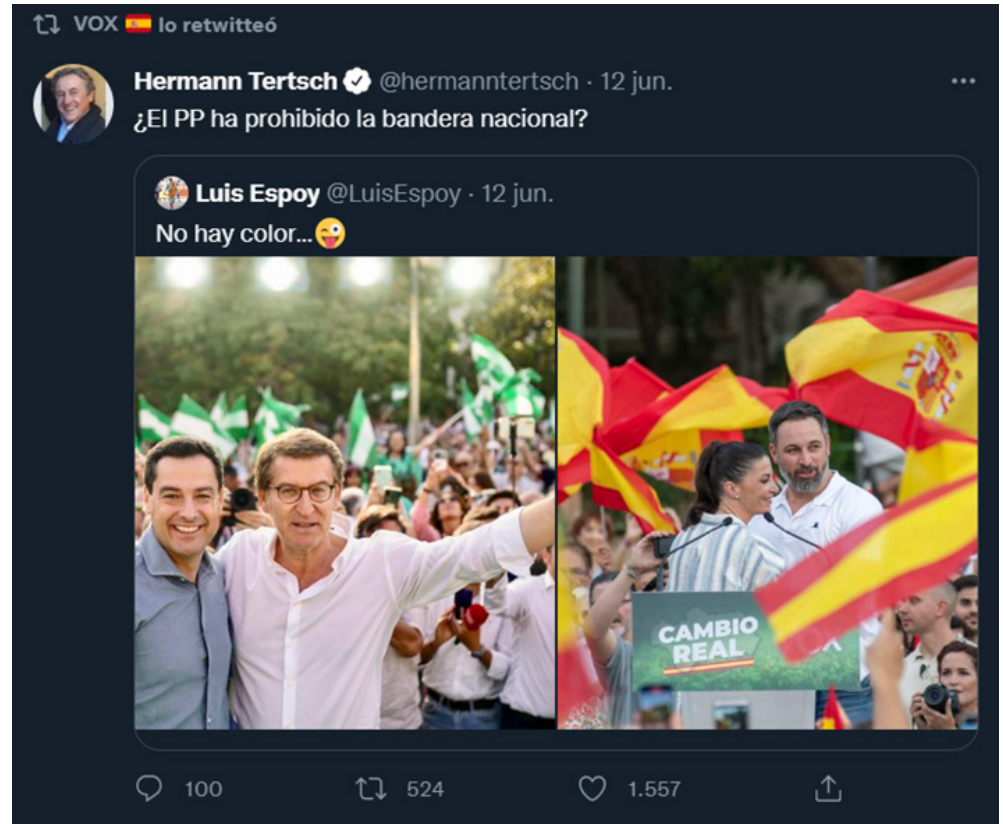 VOX 🇪🇸 lo retwitteó
Hermann Tertsch @hermanntertsch · 12 jun.
¿El PP ha prohibido la bandera nacional?
Luis Espoy @LuisEspoy · 12 jun.
No hay color...😜
CAMBIO
REAL
100 524 1.557